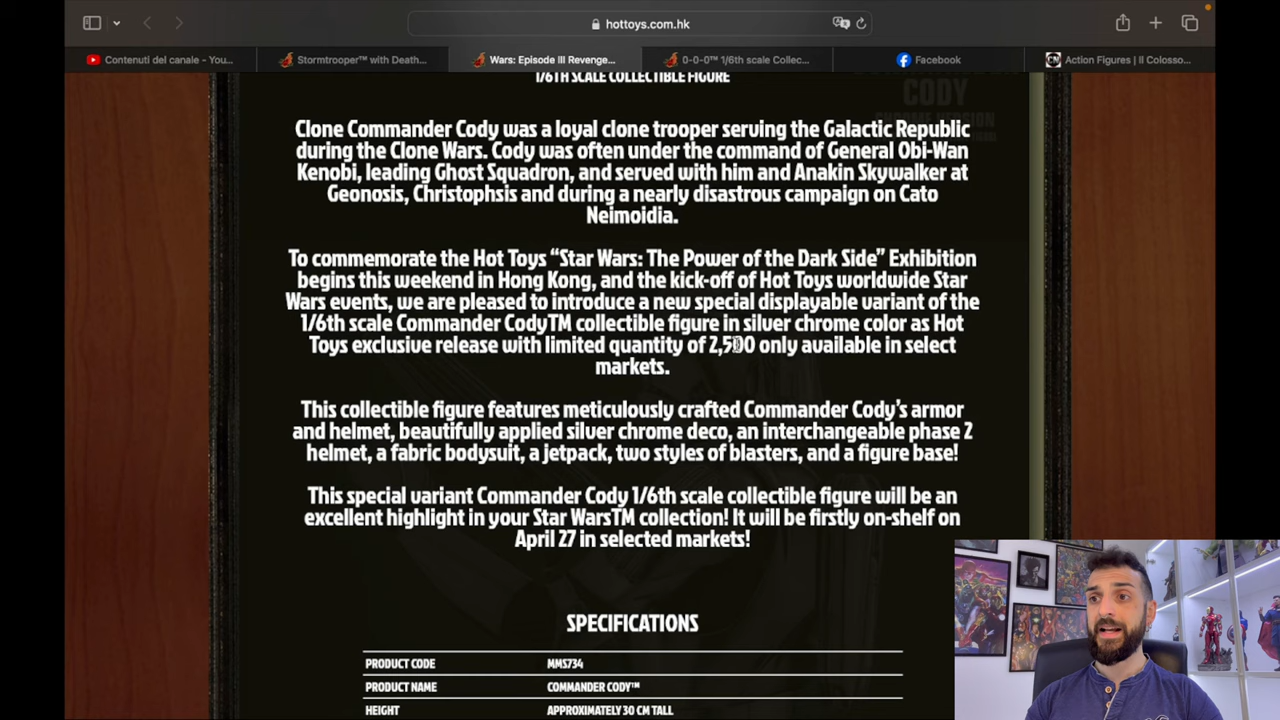 hottoys.com.hk
Contenuti del canale - You...
Stormtrooper™ with Death...
Wars: Episode III Revenge...
0-0-0™ 1/6th scale Collec...
Facebook
CN
Action Figures | Il Colosso...
1/6TH SCALE COLLECTIBLE FIGURE
CODY
Clone Commander Cody was a loyal clone trooper serving the Galactic Republic
during the Clone Wars. Cody was often under the command of General Obi-Wan
Kenobi, leading Ghost Squadron, and served with him and Anakin Skywalker at
Geonosis, Christophsis and during a nearly disastrous campaign on Cato
Neimoidia.
To commemorate the Hot Toys “Star Wars: The Power of the Dark Side” Exhibition
begins this weekend in Hong Kong, and the kick-off of Hot Toys worldwide Star
Wars events, we are pleased to introduce a new special displayable variant of the
1/6th scale Commander CodyTM collectible figure in silver chrome color as Hot
Toys exclusive release with limited quantity of 2,500 only available in select
markets.
This collectible figure features meticulously crafted Commander Cody’s armor
and helmet, beautifully applied silver chrome deco, an interchangeable phase 2
helmet, a fabric bodysuit, a jetpack, two styles of blasters, and a figure base!
This special variant Commander Cody 1/6th scale collectible figure will be an
excellent highlight in your Star WarsTM collection! It will be firstly on-shelf on
April 27 in selected markets!
SPECIFICATIONS
PRODUCT CODE MMS734
PRODUCT NAME COMMANDER CODY™
HEIGHT APPROXIMATELY 30 CM TALL